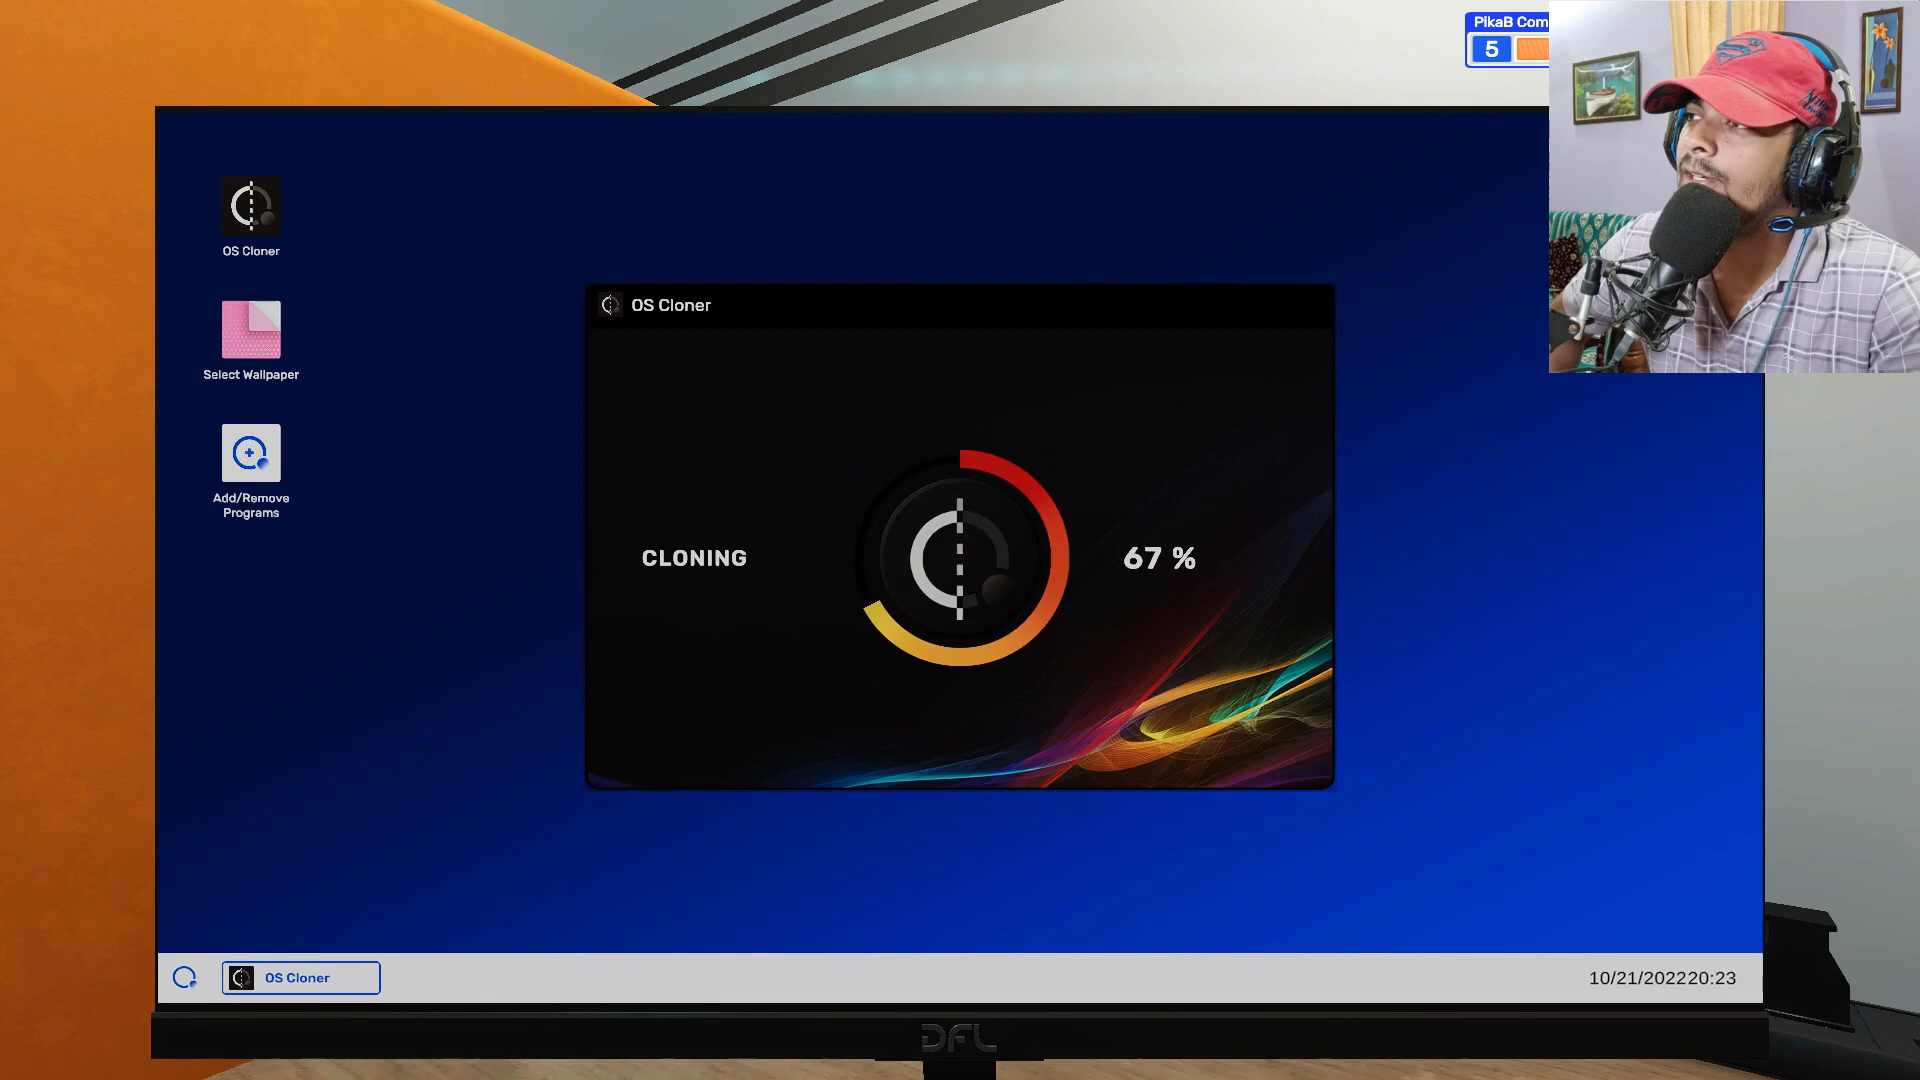 PikaB Com
5
OS Cloner
Select Wallpaper
Add/Remove
Programs
OS Cloner
CLONING
67 %
OS Cloner
10/21/202220:23
DFL